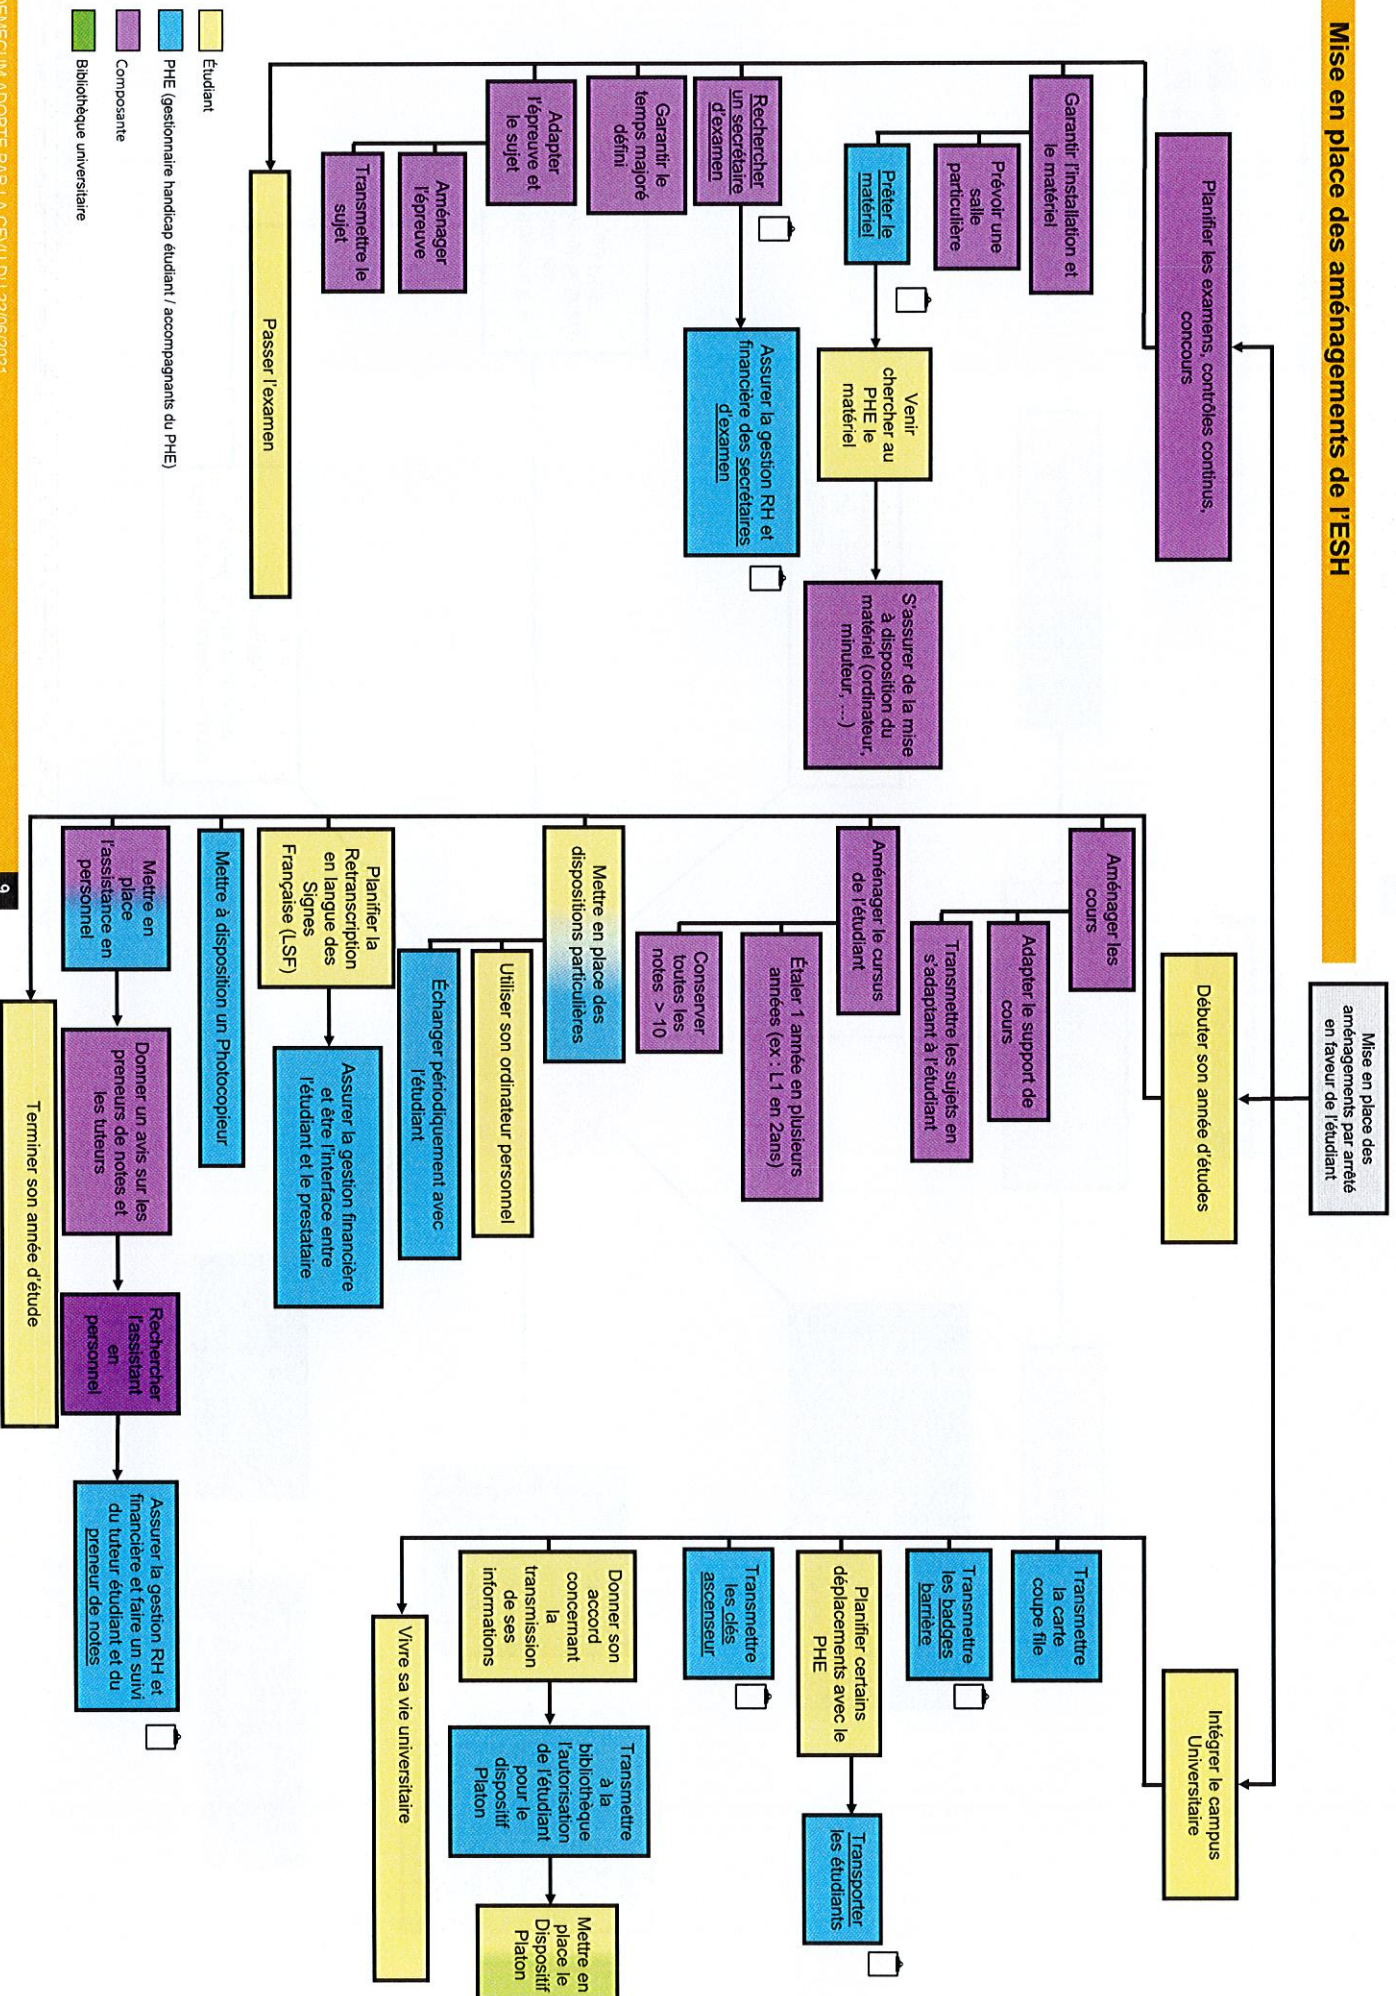 Mise en place des aménagements de l'ESH
Mise en place des
aménagements par arrêté
en faveur de l'étudiant
Planifier les examens, contrôles continus,
concours
Garantir l'installation et
le matériel
Prévoir une
salle
particulière
Prêter le
matériel
Venir
chercher au
PHE le
matériel
S'assurer de la mise
à disposition du
matériel (ordinateur,
minuteur, …)
Rechercher
un secrétaire
d'examen
Assurer la gestion RH et
financière des secrétaires
d'examen
Garantir le
temps majoré
défini
Adapter
l'épreuve et
le sujet
Aménager
l'épreuve
Transmettre le
sujet
Passer l'examen
Débuter son année d'études
Aménager les
cours
Adapter le support de
cours
Transmettre les sujets en
s'adaptant à l'étudiant
Aménager le cursus
de l'étudiant
Étaler 1 année en plusieurs
années (ex : L1 en 2ans)
Conserver
toutes les
notes > 10
Mettre en place des
dispositions particulières
Utiliser son ordinateur personnel
Échanger périodiquement avec
l'étudiant
Planifier la
Retranscription
en langue des
Signes
Française (LSF)
Assurer la gestion financière
et être l'interface entre
l'étudiant et le prestataire
Mettre à disposition un Photocopieur
Mettre en
place
l'assistance en
personnel
Donner un avis sur les
preneurs de notes et
les tuteurs
Rechercher
l'assistant
en
personnel
Assurer la gestion RH et
financière et faire un suivi
du tuteur étudiant et du
preneur de notes
Terminer son année d'étude
Intégrer le campus
Universitaire
Transmettre
la carte
coupe file
Transmettre
les badges
barrière
Planifier certains
déplacements avec le
PHE
Transporter
les étudiants
Transmettre
les clés
ascenseur
Donner son
accord
concernant
la
transmission
de ses
informations
Transmettre
à la
bibliothèque
l'autorisation
de l'étudiant
pour le
dispositif
Platon
Mettre en
place le
Dispositif
Platon
Vivre sa vie universitaire
Étudiant
PHE (gestionnaire handicap étudiant / accompagnants du PHE)
Composante
Bibliothèque universitaire
9